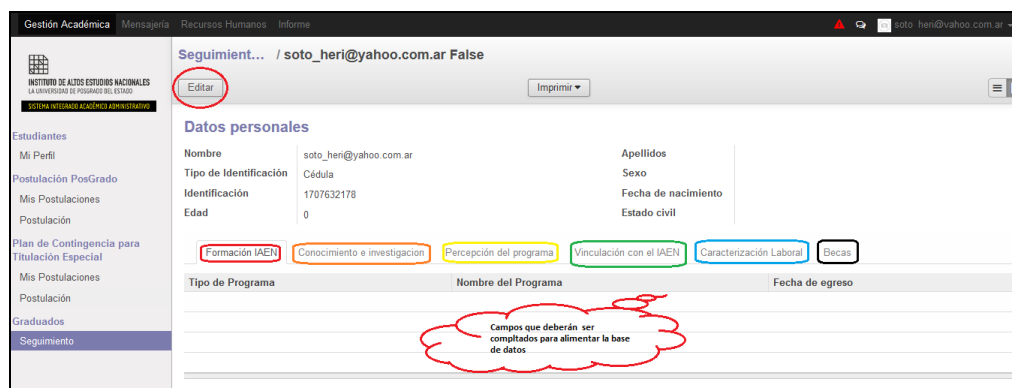 Gestión Académica Mensajería Recursos Humanos Informe soto_heri@yahoo.com.ar
INSTITUTO DE ALTOS ESTUDIOS NACIONALES
LA UNIVERSIDAD DE POSGRADO DEL ESTADO
SISTEMA INTEGRADO ACADÉMICO ADMINISTRATIVO
Estudiantes
Mi Perfil
Postulación PosGrado
Mis Postulaciones
Postulación
Plan de Contingencia para
Titulación Especial
Mis Postulaciones
Postulación
Graduados
Seguimiento
Seguimient... / soto_heri@yahoo.com.ar False
Editar Imprimir
Datos personales
Nombre soto_heri@yahoo.com.ar Apellidos
Tipo de Identificación Cédula Sexo
Identificación 1707632178 Fecha de nacimiento
Edad 0 Estado civil
Formación IAEN Conocimiento e investigacion Percepción del programa Vinculación con el IAEN Caracterización Laboral Becas
Tipo de Programa Nombre del Programa Fecha de egreso
Campos que deberán ser
compltados para alimentar la base
de datos